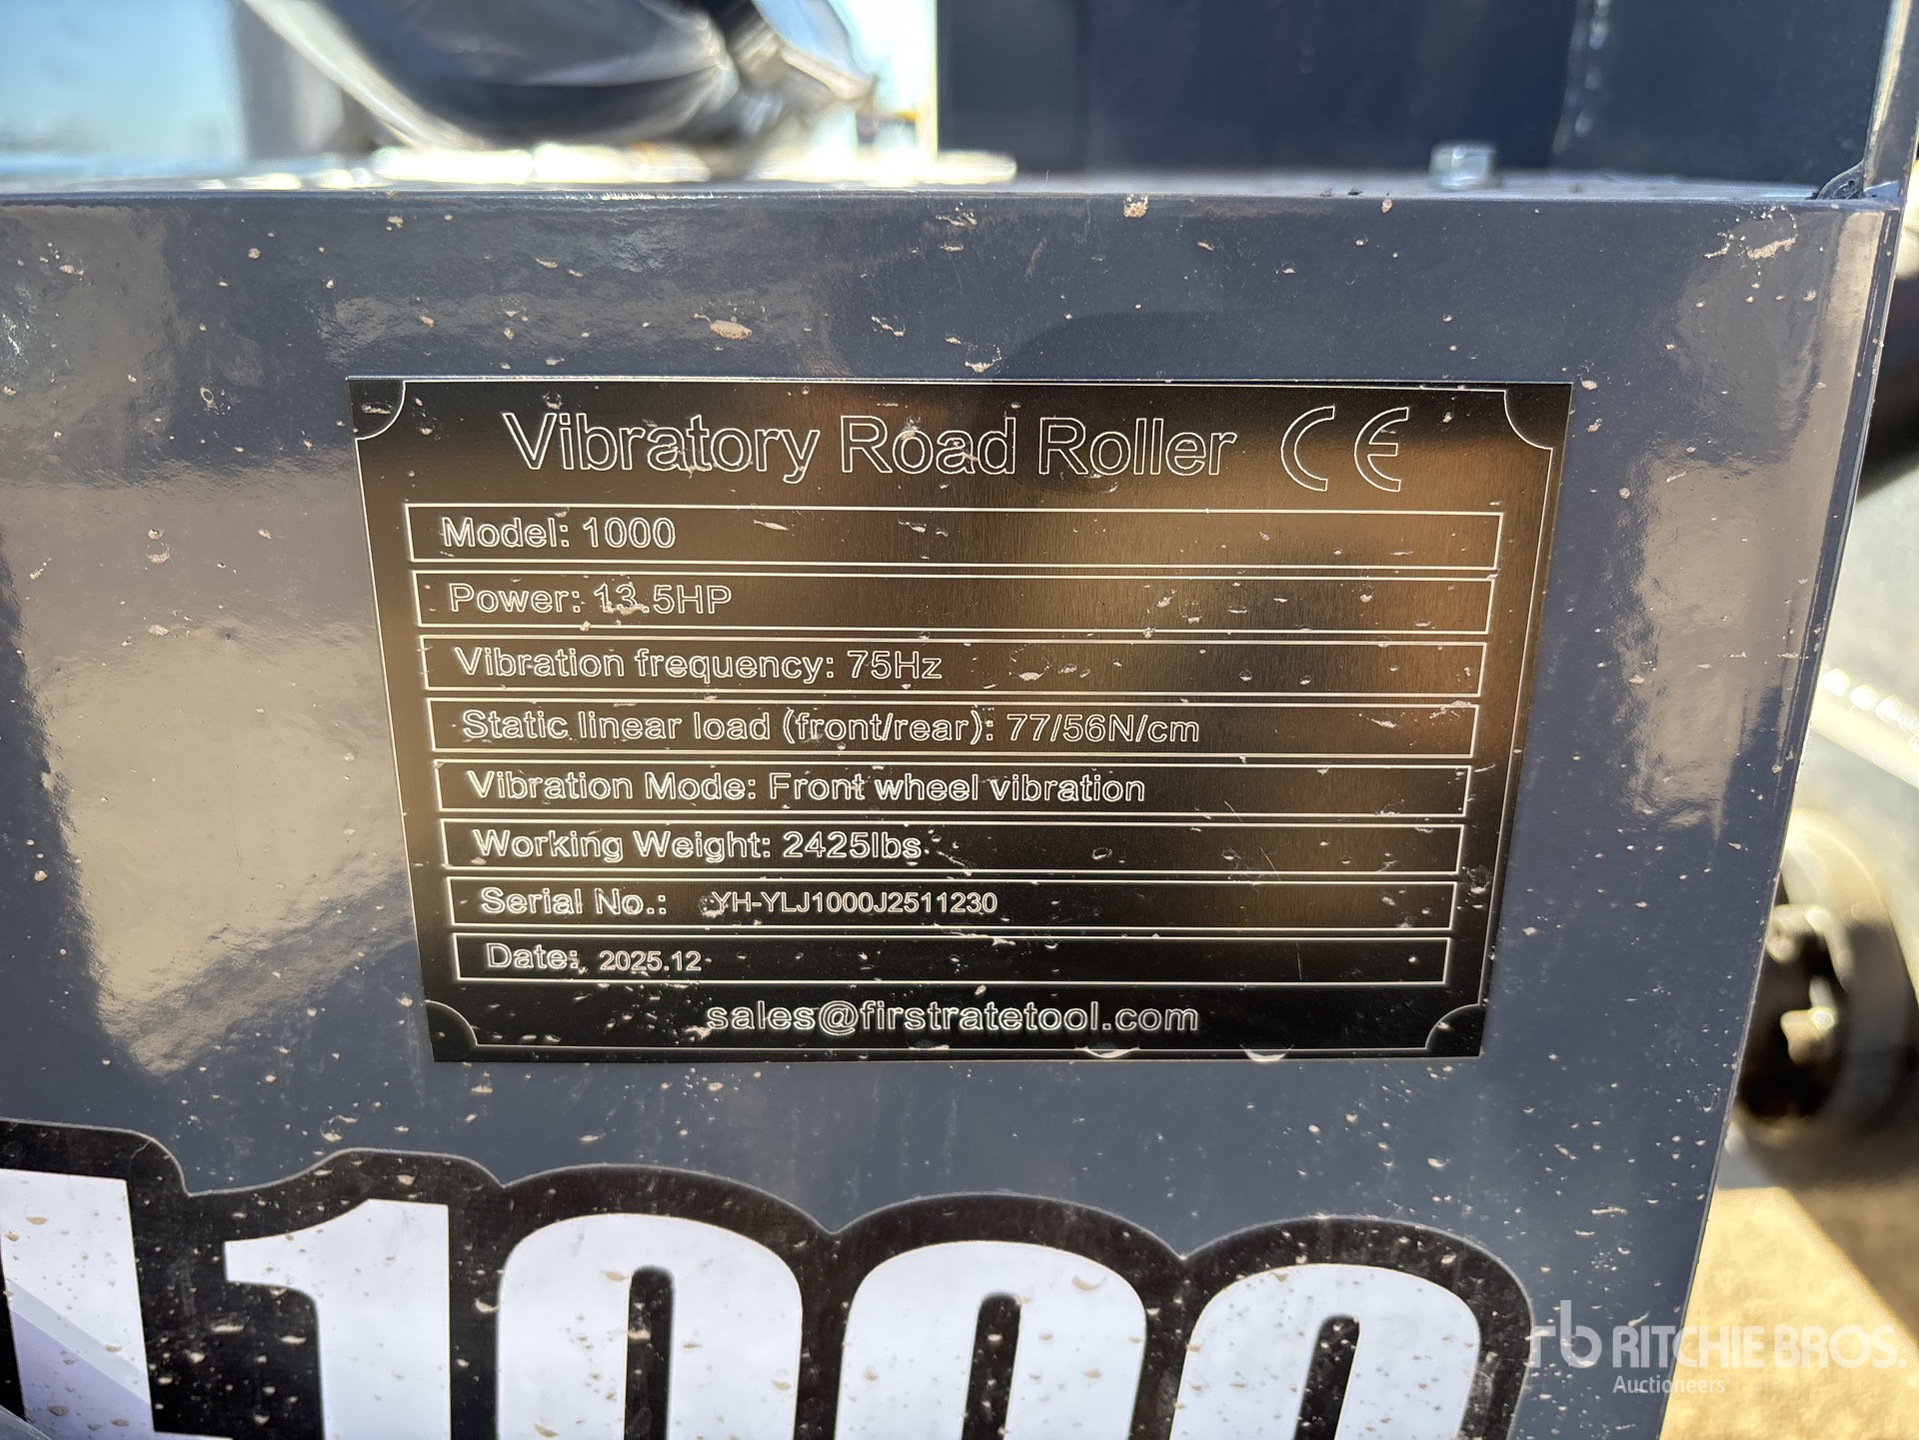 Vibratory Road Roller CE
Model: 1000
Power: 13.5HP
Vibration frequency: 75Hz
Static linear load (front/rear): 77/56N/cm
Vibration Mode: Front wheel vibration
Working Weight: 2425lbs
Serial No.: YH-YLJ1000J2511230
Date: 2025.12
sales@firstratetool.com
1000
rb RITCHIE BROS.
Auctioneers